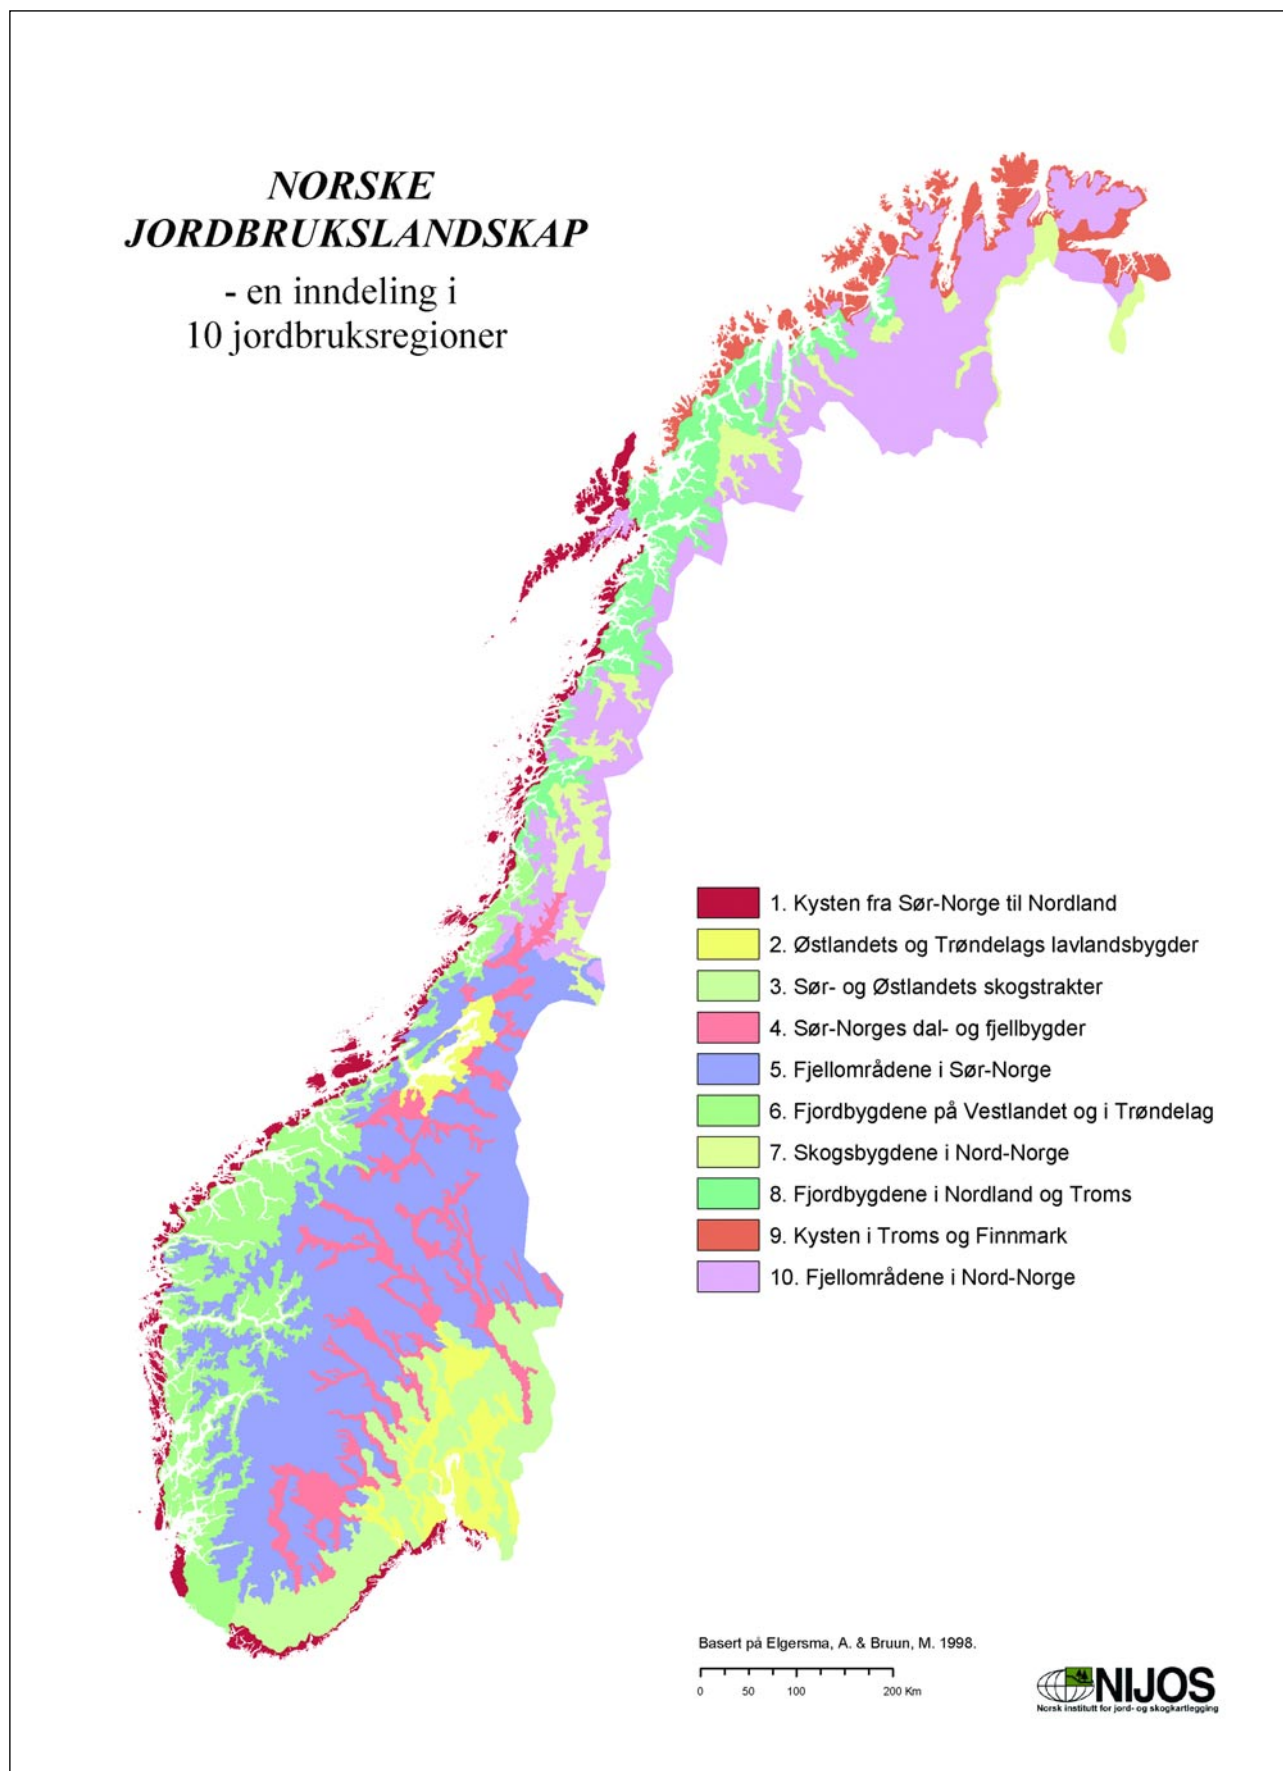 NORSKE
JORDBRUKSLANDSKAP
- en inndeling i
10 jordbruksregioner
1. Kysten fra Sør-Norge til Nordland
2. Østlandets og Trøndelags lavlandsbygder
3. Sør- og Østlandets skogstrakter
4. Sør-Norges dal- og fjellbygder
5. Fjellområdene i Sør-Norge
6. Fjordbygdene på Vestlandet og i Trøndelag
7. Skogsbygdene i Nord-Norge
8. Fjordbygdene i Nordland og Troms
9. Kysten i Troms og Finnmark
10. Fjellområdene i Nord-Norge
Basert på Elgersma, A. & Bruun, M. 1998.
0 50 100 200 Km
NIJOS
Norsk institutt for jord- og skogkartlegging